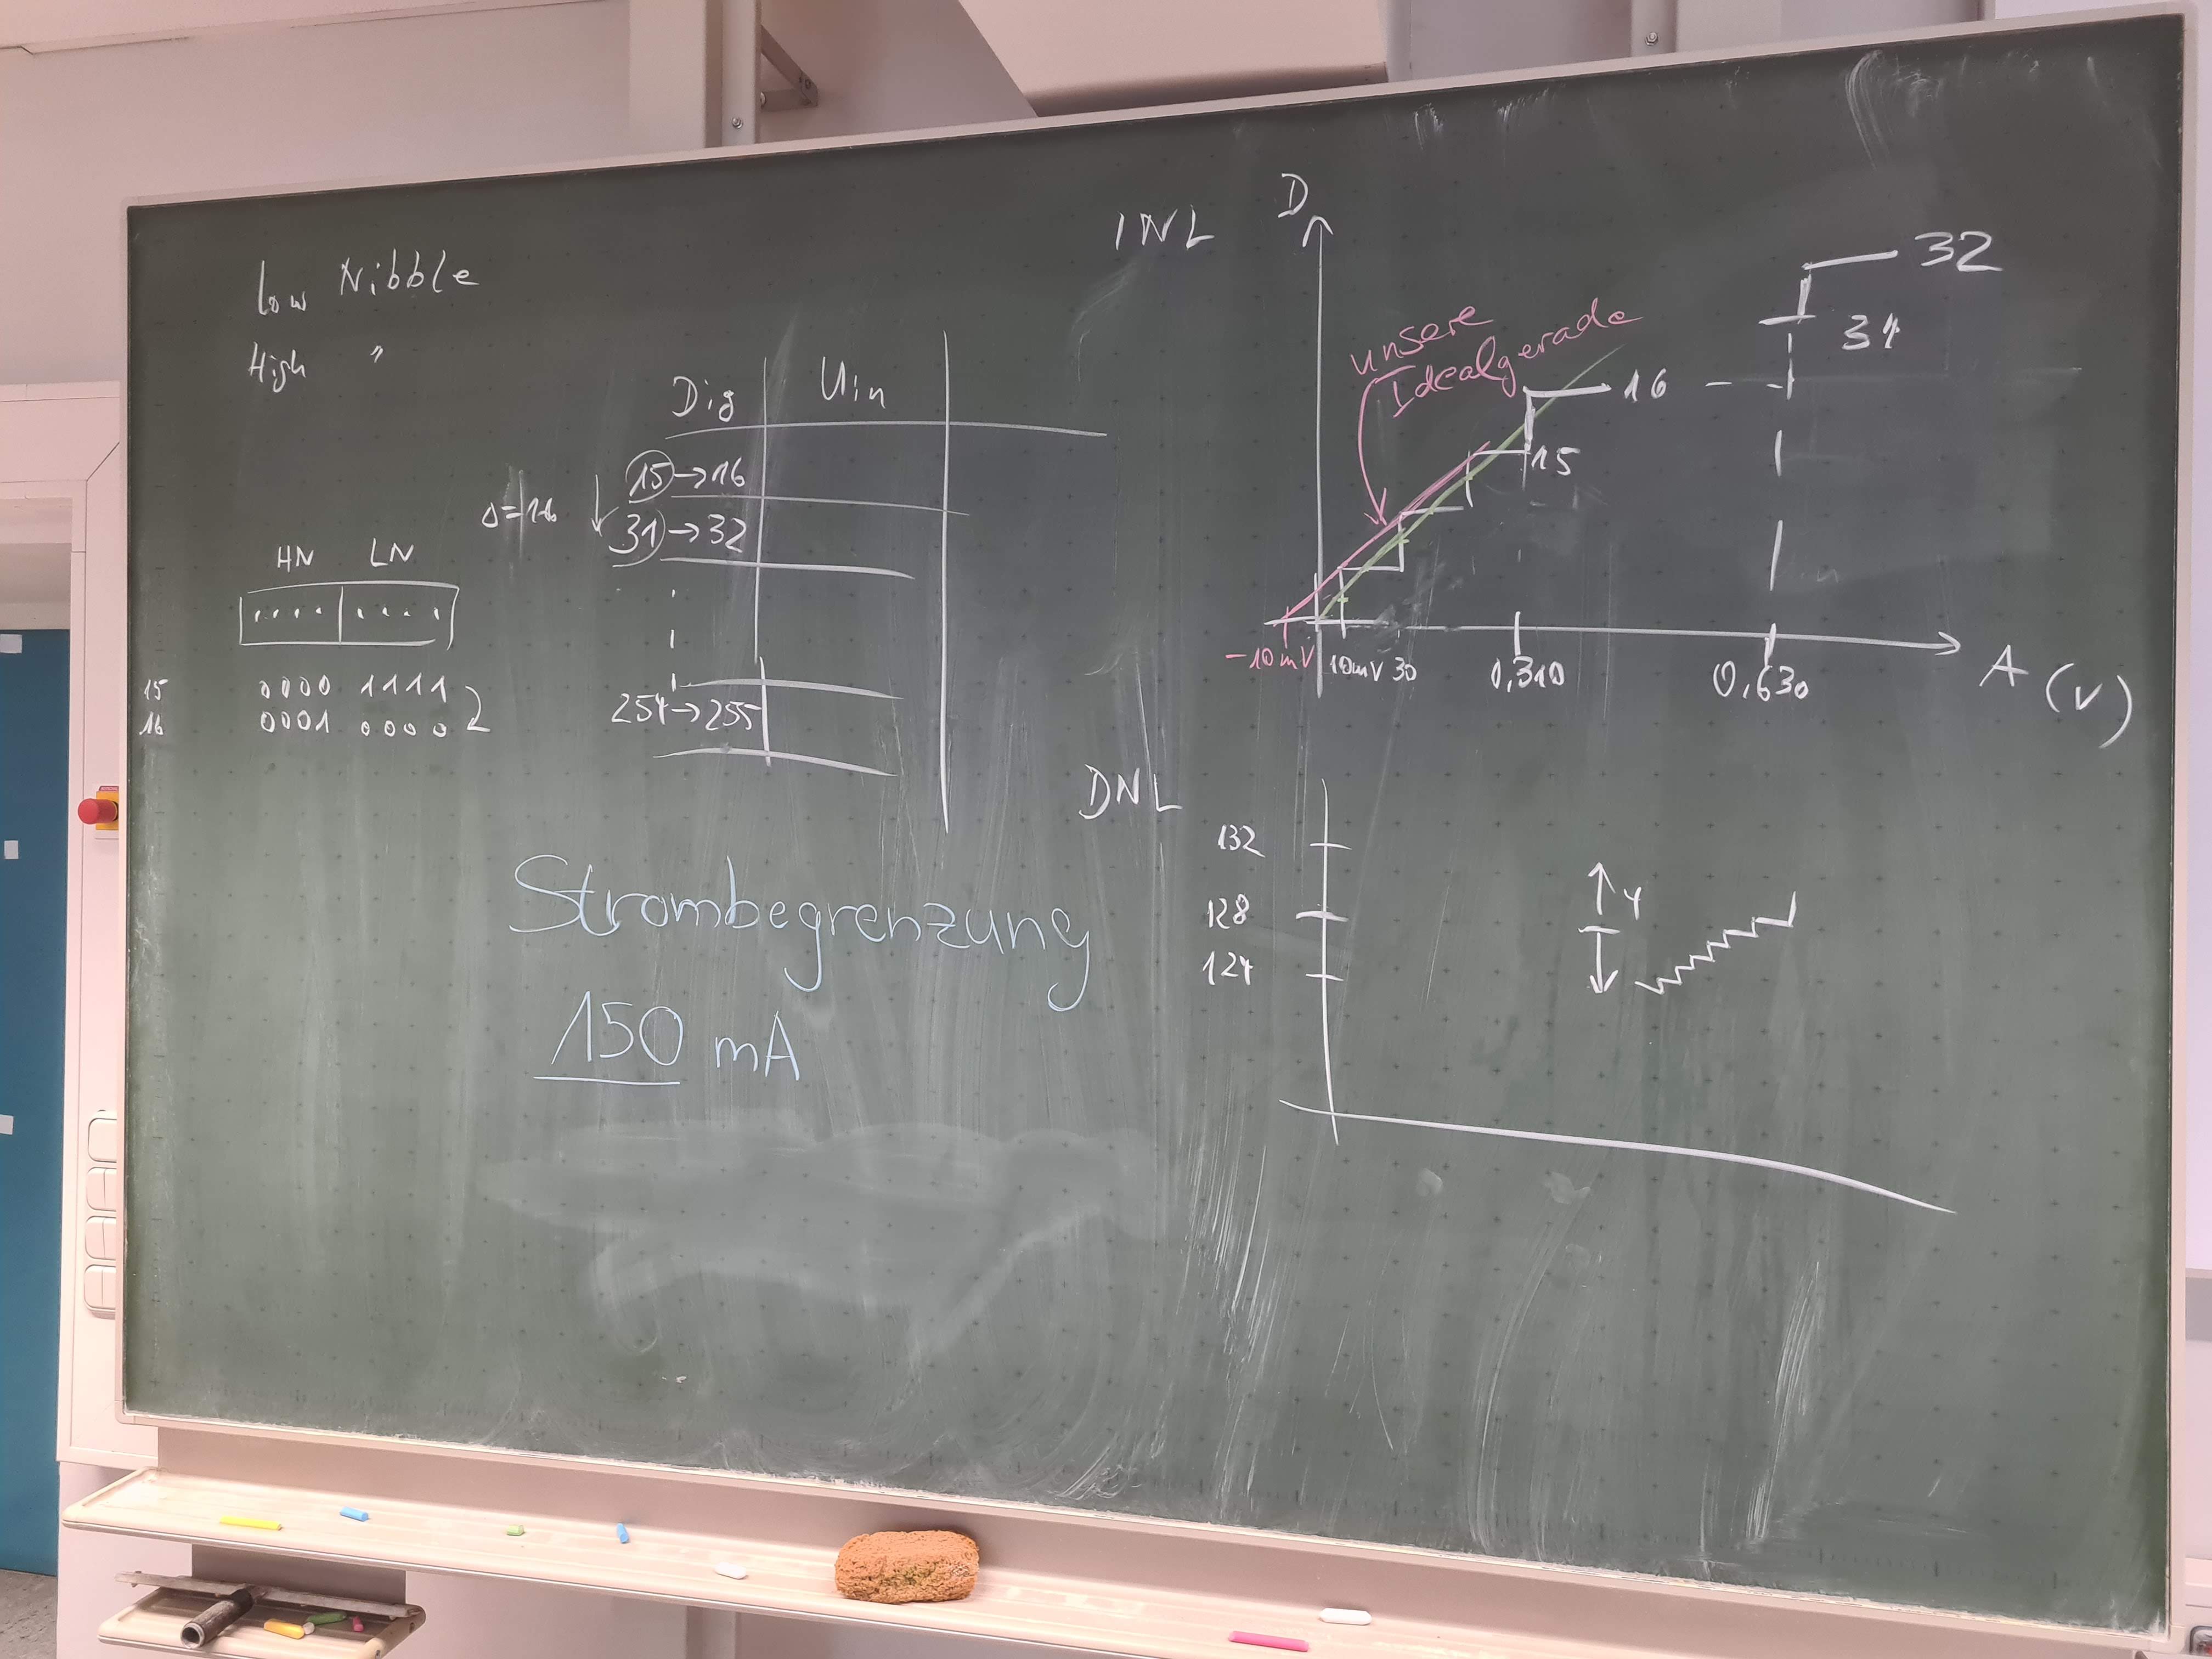 Low Nibble
High "
HN LN
15 0000 1111
16 0001 0000
Dig Uin
Δ=16
15→16
31→32
254→255
Strombegrenzung
150 mA
INL
D
unsere
Idealgerade
32
31
16
15
-10mV 10mV 30 0,310 0,630
A (V)
DNL
132
128
124
4